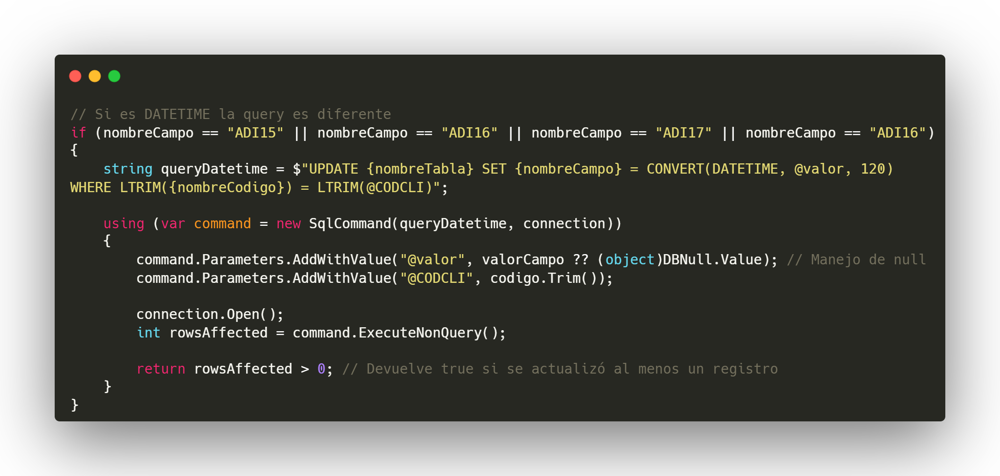 // Si es DATETIME la query es diferente
if (nombreCampo == "ADI15" || nombreCampo == "ADI16" || nombreCampo == "ADI17" || nombreCampo == "ADI16")
{
    string queryDatetime = $"UPDATE {nombreTabla} SET {nombreCampo} = CONVERT(DATETIME, @valor, 120)
WHERE LTRIM({nombreCodigo}) = LTRIM(@CODCLI)";
    using (var command = new SqlCommand(queryDatetime, connection))
    {
        command.Parameters.AddWithValue("@valor", valorCampo ?? (object)DBNull.Value); // Manejo de null
        command.Parameters.AddWithValue("@CODCLI", codigo.Trim());
        connection.Open();
        int rowsAffected = command.ExecuteNonQuery();
        return rowsAffected > 0; // Devuelve true si se actualizó al menos un registro
    }
}